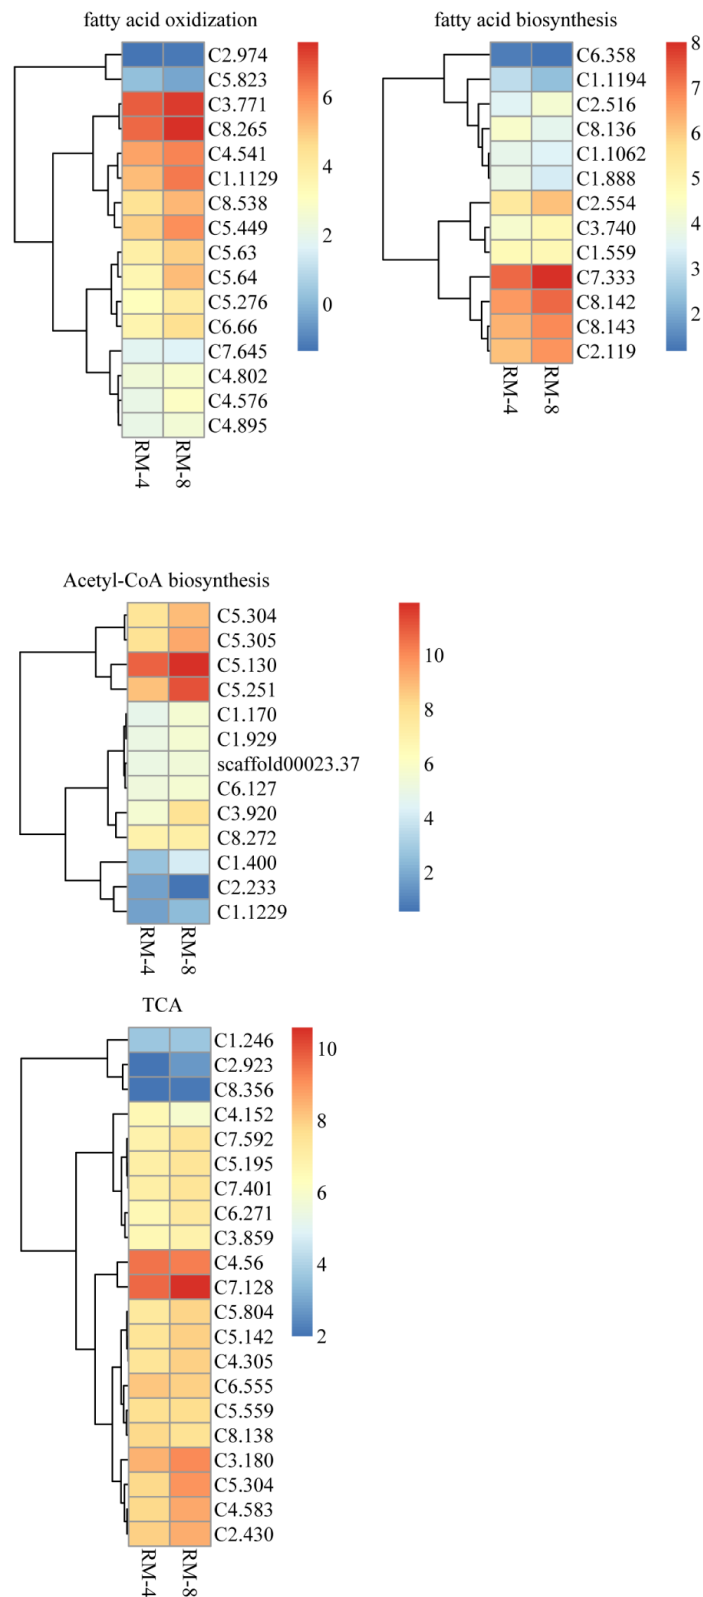 fatty acid oxidization
C2.974
C5.823
C3.771
C8.265
C4.541
C1.1129
C8.538
C5.449
C5.63
C5.64
C5.276
C6.66
C7.645
C4.802
C4.576
C4.895
RM-4
RM-8
6
4
2
0
fatty acid biosynthesis
C6.358
C1.1194
C2.516
C8.136
C1.1062
C1.888
C2.554
C3.740
C1.559
C7.333
C8.142
C8.143
C2.119
RM-4
RM-8
8
7
6
5
4
3
2
Acetyl-CoA biosynthesis
C5.304
C5.305
C5.130
C5.251
C1.170
C1.929
scaffold00023.37
C6.127
C3.920
C8.272
C1.400
C2.233
C1.1229
RM-4
RM-8
10
8
6
4
2
TCA
C1.246
C2.923
C8.356
C4.152
C7.592
C5.195
C7.401
C6.271
C3.859
C4.56
C7.128
C5.804
C5.142
C4.305
C6.555
C5.559
C8.138
C3.180
C5.304
C4.583
C2.430
RM-4
RM-8
10
8
6
4
2